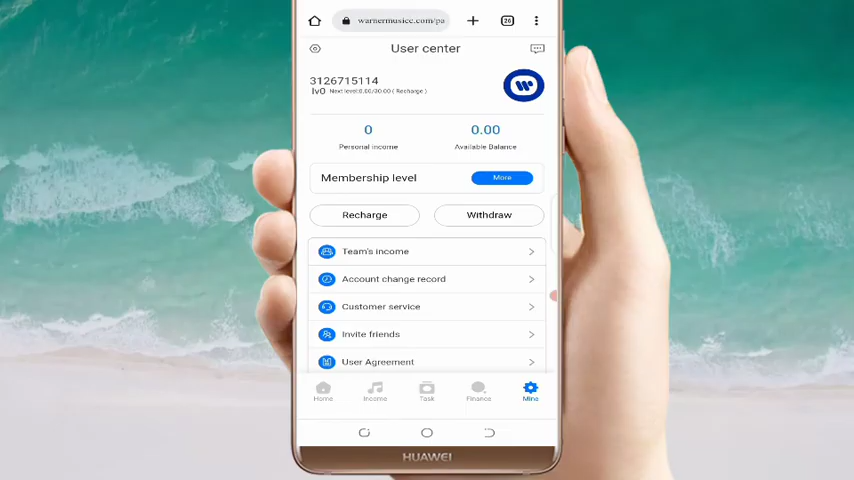 warnermusicc.com/pa
26
User center
3126715114
lv0 Next level:0.00/30.00 ( Recharge )
0
0.00
Personal income
Available Balance
Membership level
More
Recharge
Withdraw
Team's income
Account change record
Customer service
Invite friends
User Agreement
Home
Income
Task
Finance
Mine
HUAWEI